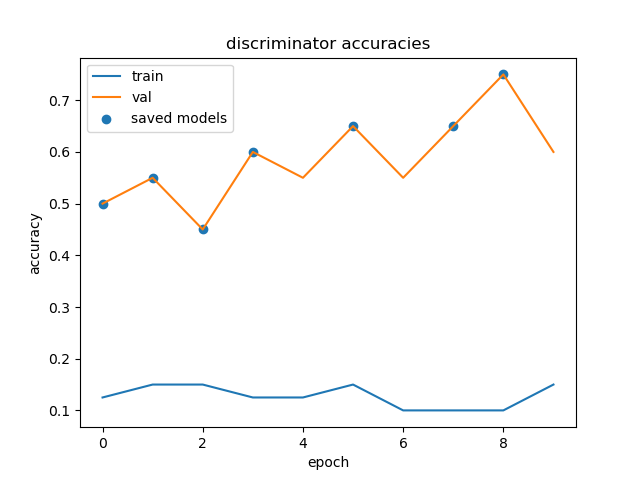 discriminator accuracies
train
val
saved models
0.7
0.6
0.5
0.4
0.3
0.2
0.1
accuracy
0 2 4 6 8
epoch